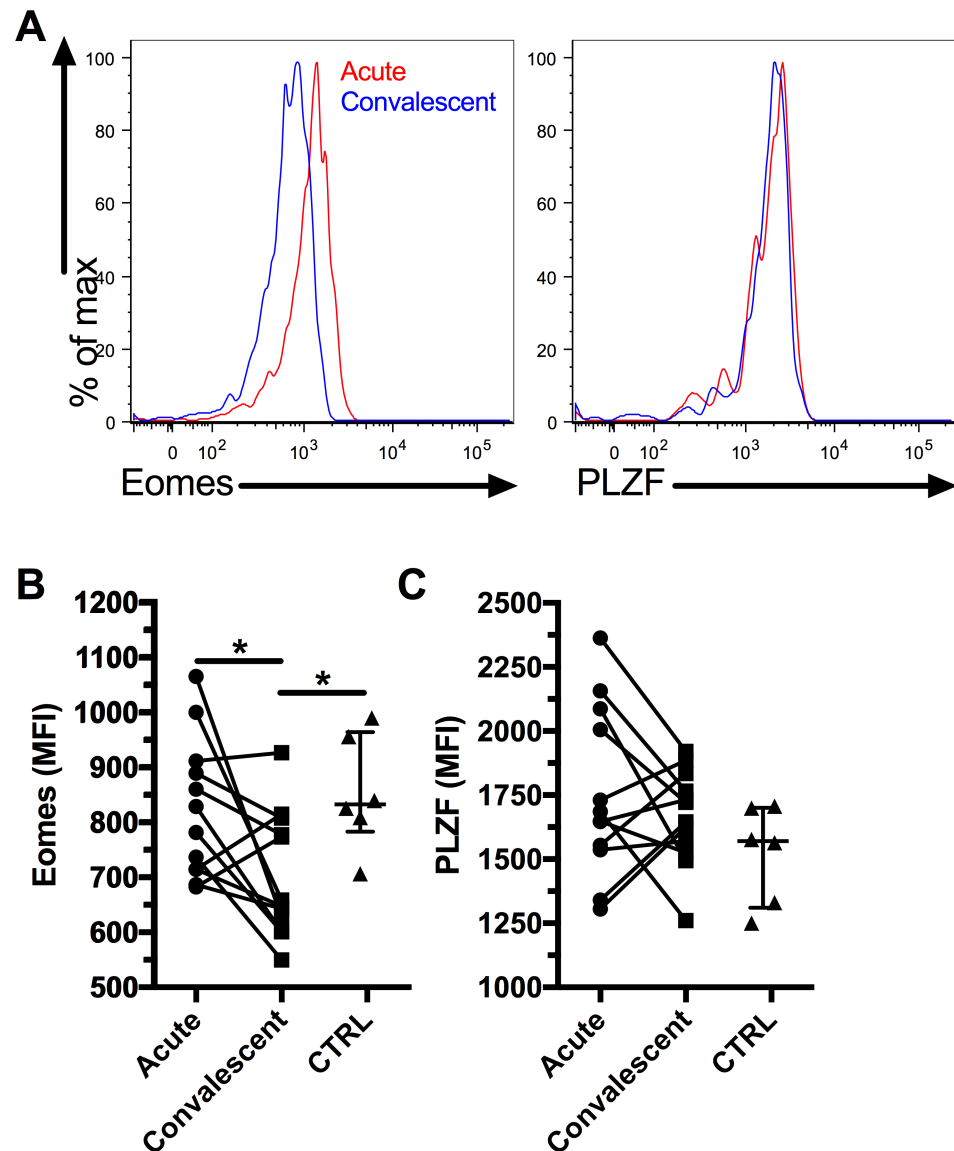 A
% of max
100
80
60
40
20
0
Acute
Convalescent
0 10² 10³ 10⁴ 10⁵
Eomes
100
80
60
40
20
0
0 10² 10³ 10⁴ 10⁵
PLZF
B
Eomes (MFI)
1200
1100
1000
900
800
700
600
500
*
*
Acute
Convalescent
CTRL
C
PLZF (MFI)
2500
2250
2000
1750
1500
1250
1000
Acute
Convalescent
CTRL